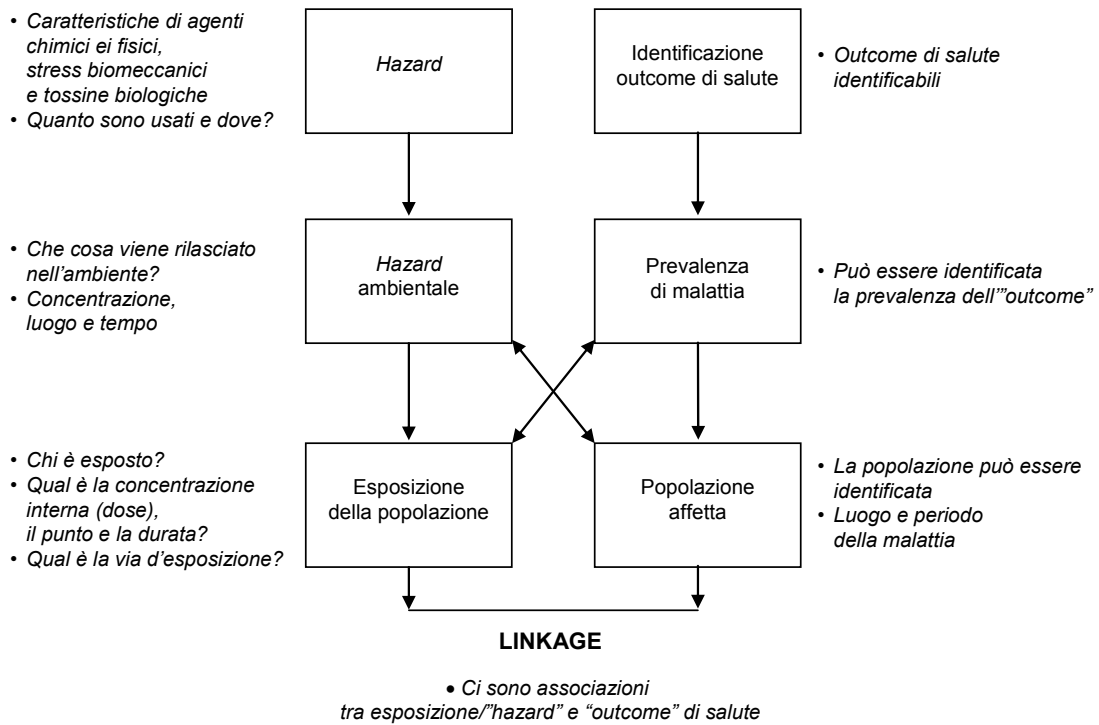 • Caratteristiche di agenti
chimici ei fisici,
stress biomeccanici
e tossine biologiche
• Quanto sono usati e dove?
Hazard
Identificazione
outcome di salute
• Outcome di salute
identificabili
• Che cosa viene rilasciato
nell’ambiente?
• Concentrazione,
luogo e tempo
Hazard
ambientale
Prevalenza
di malattia
• Può essere identificata
la prevalenza dell’”outcome”
• Chi è esposto?
• Qual è la concentrazione
interna (dose),
il punto e la durata?
• Qual è la via d’esposizione?
Esposizione
della popolazione
Popolazione
affetta
• La popolazione può essere
identificata
• Luogo e periodo
della malattia
LINKAGE
• Ci sono associazioni
tra esposizione/”hazard” e “outcome” di salute